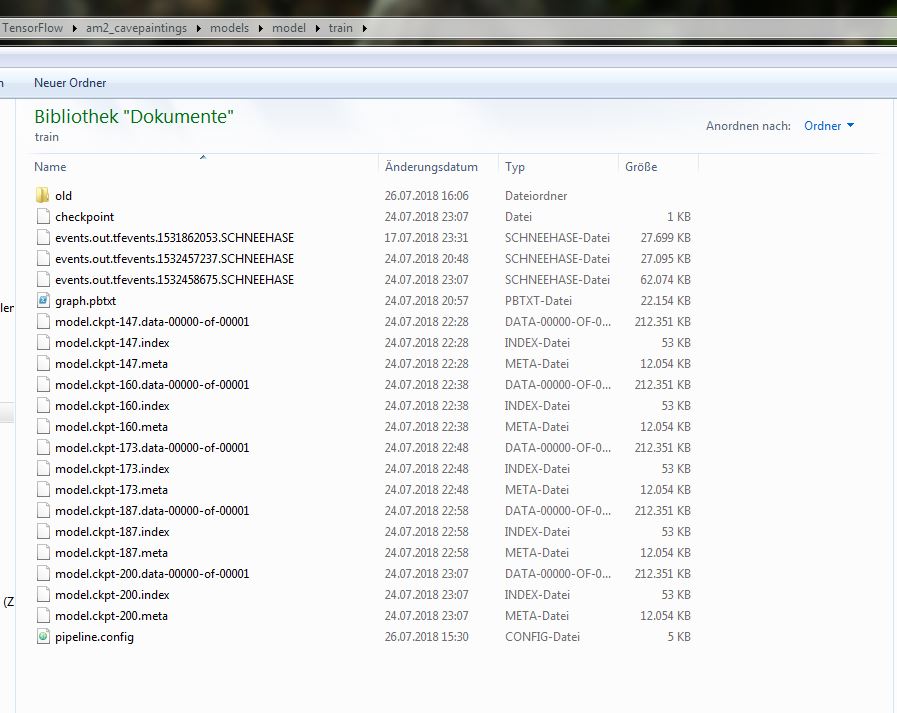 TensorFlow ▸ am2_cavepaintings ▸ models ▸ model ▸ train ▸
n Neuer Ordner
Bibliothek "Dokumente"
train
Anordnen nach: Ordner
Name Änderungsdatum Typ Größe
old 26.07.2018 16:06 Dateiordner
checkpoint 24.07.2018 23:07 Datei 1 KB
events.out.tfevents.1531862053.SCHNEEHASE 17.07.2018 23:31 SCHNEEHASE-Datei 27.699 KB
events.out.tfevents.1532457237.SCHNEEHASE 24.07.2018 20:48 SCHNEEHASE-Datei 27.095 KB
events.out.tfevents.1532458675.SCHNEEHASE 24.07.2018 23:07 SCHNEEHASE-Datei 62.074 KB
graph.pbtxt 24.07.2018 20:57 PBTXT-Datei 22.154 KB
ler
model.ckpt-147.data-00000-of-00001 24.07.2018 22:28 DATA-00000-OF-0... 212.351 KB
model.ckpt-147.index 24.07.2018 22:28 INDEX-Datei 53 KB
model.ckpt-147.meta 24.07.2018 22:28 META-Datei 12.054 KB
model.ckpt-160.data-00000-of-00001 24.07.2018 22:38 DATA-00000-OF-0... 212.351 KB
model.ckpt-160.index 24.07.2018 22:38 INDEX-Datei 53 KB
model.ckpt-160.meta 24.07.2018 22:38 META-Datei 12.054 KB
model.ckpt-173.data-00000-of-00001 24.07.2018 22:48 DATA-00000-OF-0... 212.351 KB
model.ckpt-173.index 24.07.2018 22:48 INDEX-Datei 53 KB
model.ckpt-173.meta 24.07.2018 22:48 META-Datei 12.054 KB
model.ckpt-187.data-00000-of-00001 24.07.2018 22:58 DATA-00000-OF-0... 212.351 KB
model.ckpt-187.index 24.07.2018 22:58 INDEX-Datei 53 KB
model.ckpt-187.meta 24.07.2018 22:58 META-Datei 12.054 KB
model.ckpt-200.data-00000-of-00001 24.07.2018 23:07 DATA-00000-OF-0... 212.351 KB
model.ckpt-200.index 24.07.2018 23:07 INDEX-Datei 53 KB
(Z
model.ckpt-200.meta 24.07.2018 23:07 META-Datei 12.054 KB
pipeline.config 26.07.2018 15:30 CONFIG-Datei 5 KB